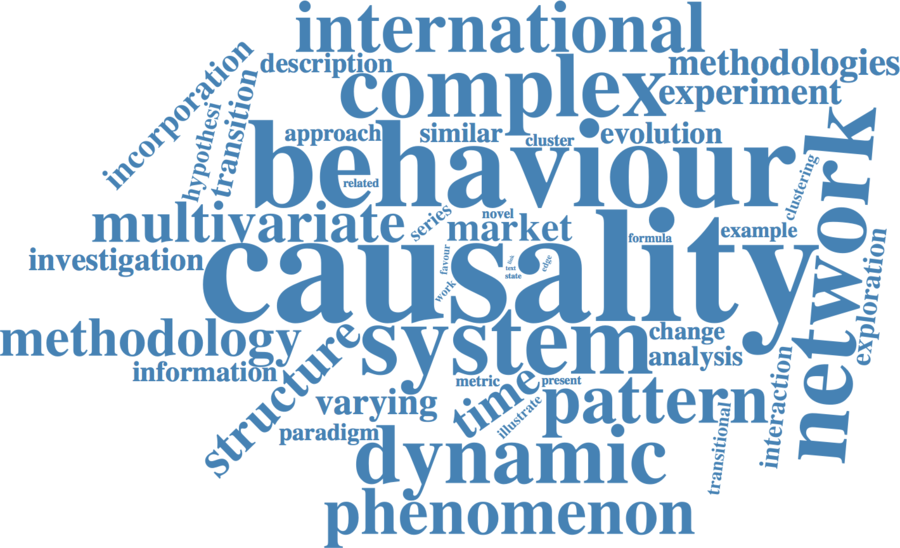 international
incorporation
description
complex
methodologies
experiment
hypothesi
transition
approach
similar
cluster
evolution
behaviour
related
network
clustering
multivariate
series
novel
market
formula
example
investigation
causality
favour
work
text
state
edge
exploration
methodology
structure
system
change
analysis
information
metric
time
present
pattern
varying
illustrate
interaction
transitional
paradigm
dynamic
phenomenon